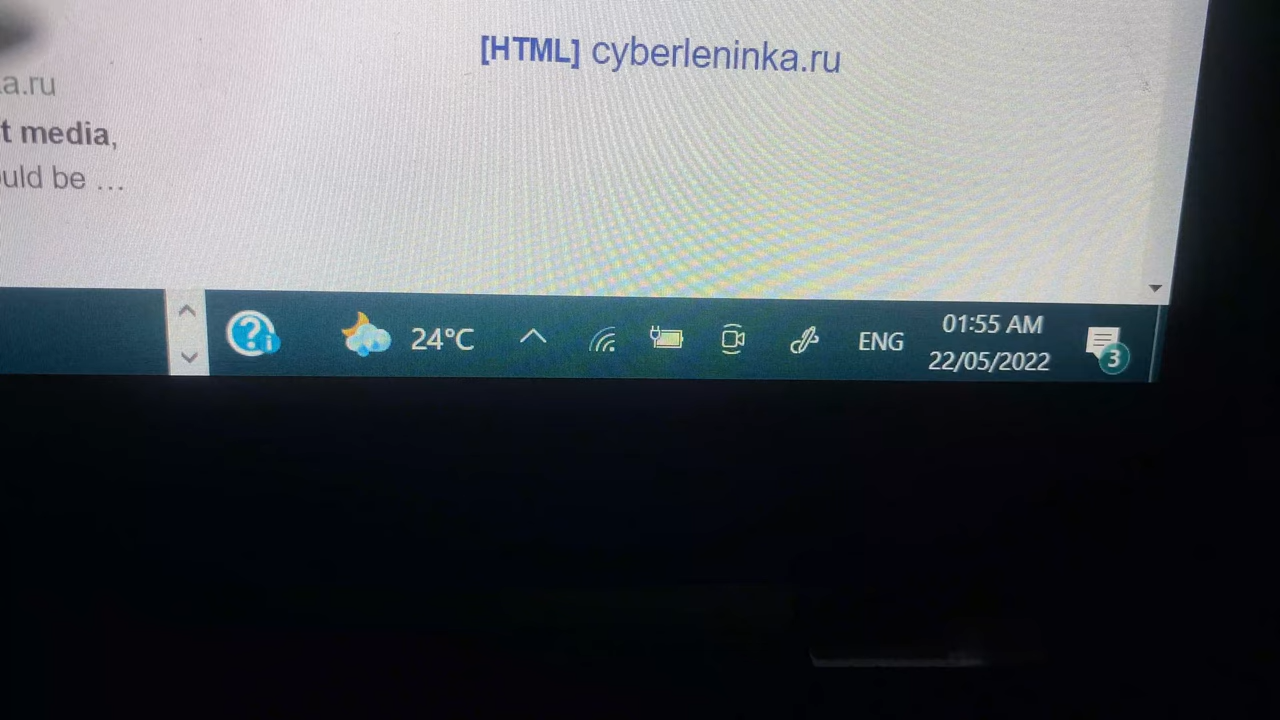 [HTML] cyberleninka.ru
a.ru
t media,
uld be …
24°C
ENG
01:55 AM
22/05/2022
3